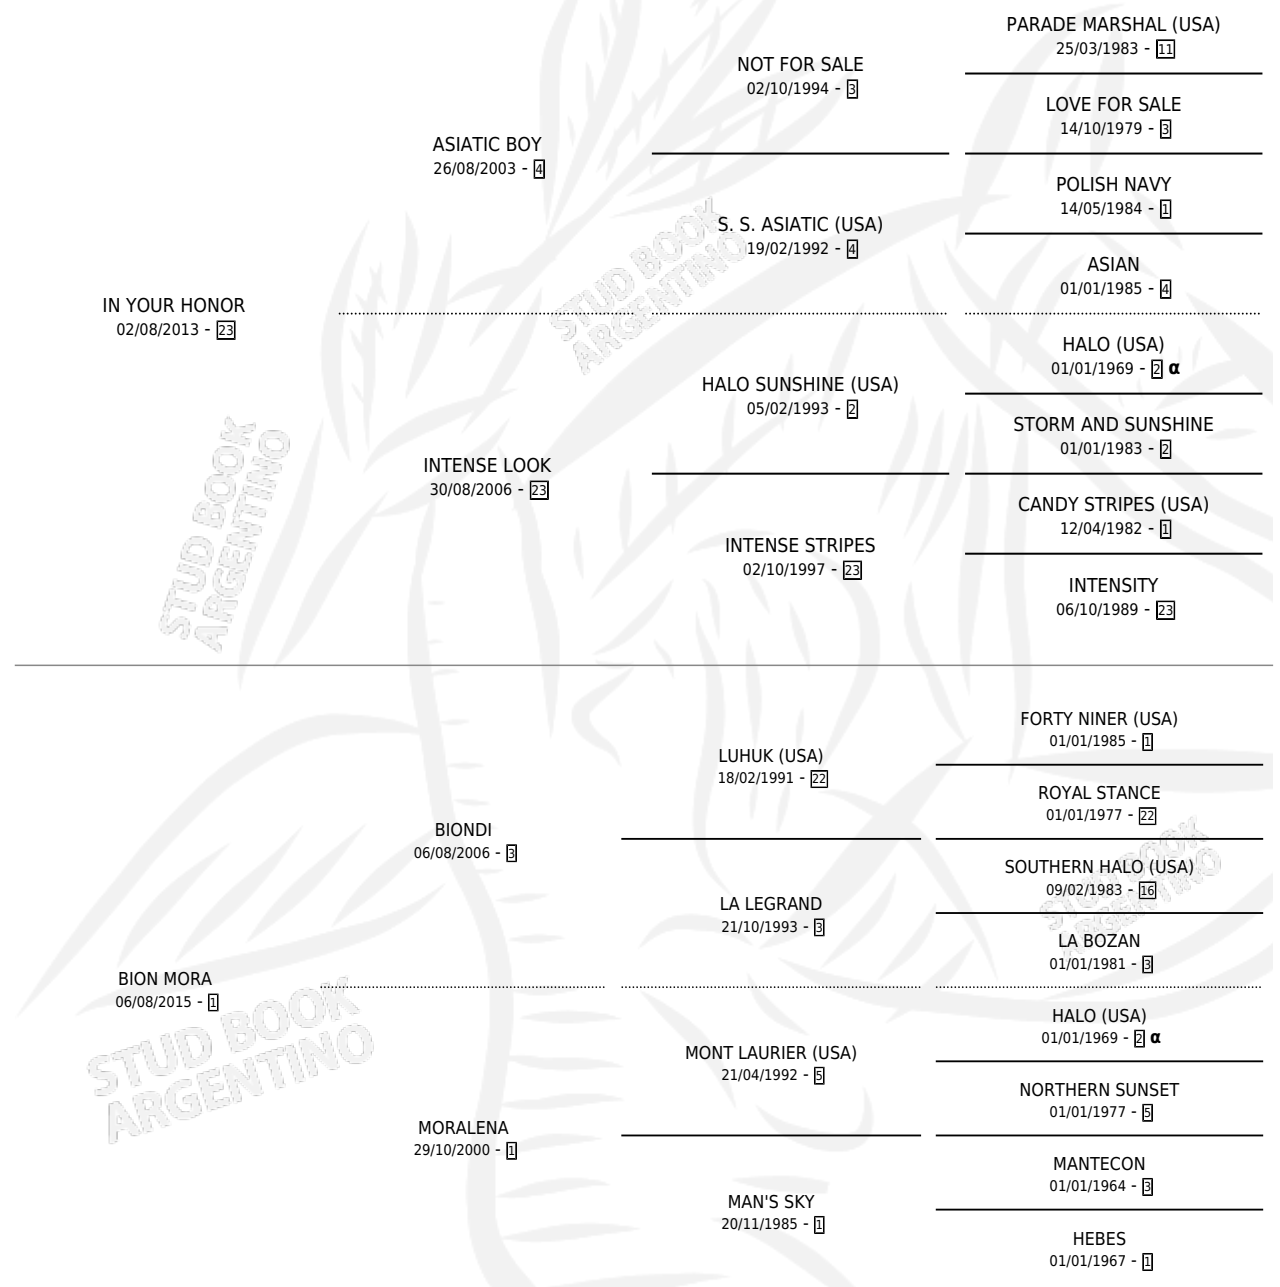 PARADE MARSHAL (USA)
25/03/1983 - 11
NOT FOR SALE
02/10/1994 - 3
LOVE FOR SALE
14/10/1979 - 3
ASIATIC BOY
26/08/2003 - 4
POLISH NAVY
14/05/1984 - 1
S. S. ASIATIC (USA)
19/02/1992 - 4
ASIAN
01/01/1985 - 4
STUD BOOK
ARGENTINO
IN YOUR HONOR
02/08/2013 - 23
HALO (USA)
01/01/1969 - 2 α
HALO SUNSHINE (USA)
05/02/1993 - 2
STORM AND SUNSHINE
01/01/1983 - 2
INTENSE LOOK
30/08/2006 - 23
CANDY STRIPES (USA)
12/04/1982 - 1
INTENSE STRIPES
02/10/1997 - 23
INTENSITY
06/10/1989 - 23
STUD BOOK
ARGENTINO
FORTY NINER (USA)
01/01/1985 - 1
LUHUK (USA)
18/02/1991 - 22
ROYAL STANCE
01/01/1977 - 22
BIONDI
06/08/2006 - 3
SOUTHERN HALO (USA)
09/02/1983 - 16
LA LEGRAND
21/10/1993 - 3
LA BOZAN
01/01/1981 - 3
STUD BOOK
ARGENTINO
BION MORA
06/08/2015 - 1
HALO (USA)
01/01/1969 - 2 α
MONT LAURIER (USA)
21/04/1992 - 5
NORTHERN SUNSET
01/01/1977 - 5
STUD BOOK
ARGENTINO
MORALENA
29/10/2000 - 1
MANTECON
01/01/1964 - 3
MAN'S SKY
20/11/1985 - 1
HEBES
01/01/1967 - 1